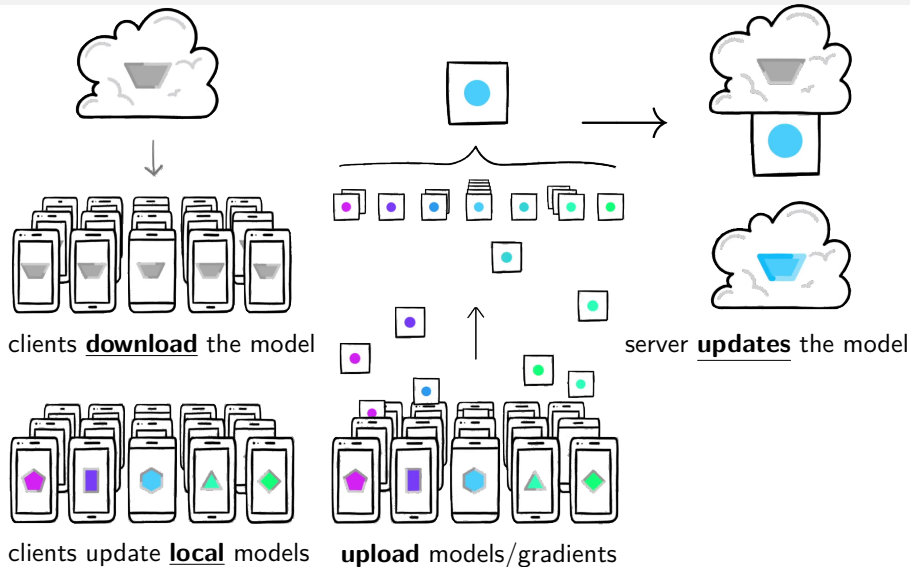 clients download the model
clients update local models
upload models/gradients
server updates the model